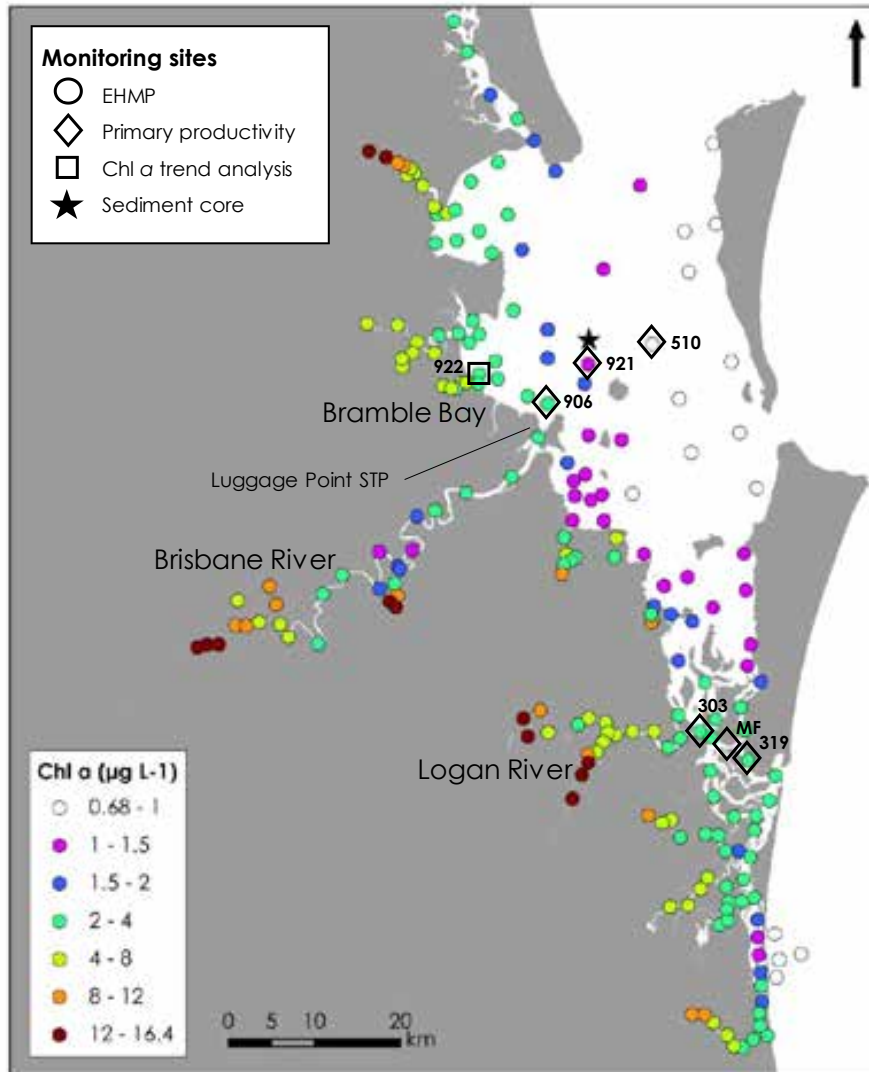 Monitoring sites
EHMP
Primary productivity
Chl a trend analysis
Sediment core
510
921
922
906
Bramble Bay
Luggage Point STP
Brisbane River
303
MF
319
Logan River
Chl a (µg L-1)
0.68 - 1
1 - 1.5
1.5 - 2
2 - 4
4 - 8
8 - 12
12 - 16.4
0 5 10 20
km